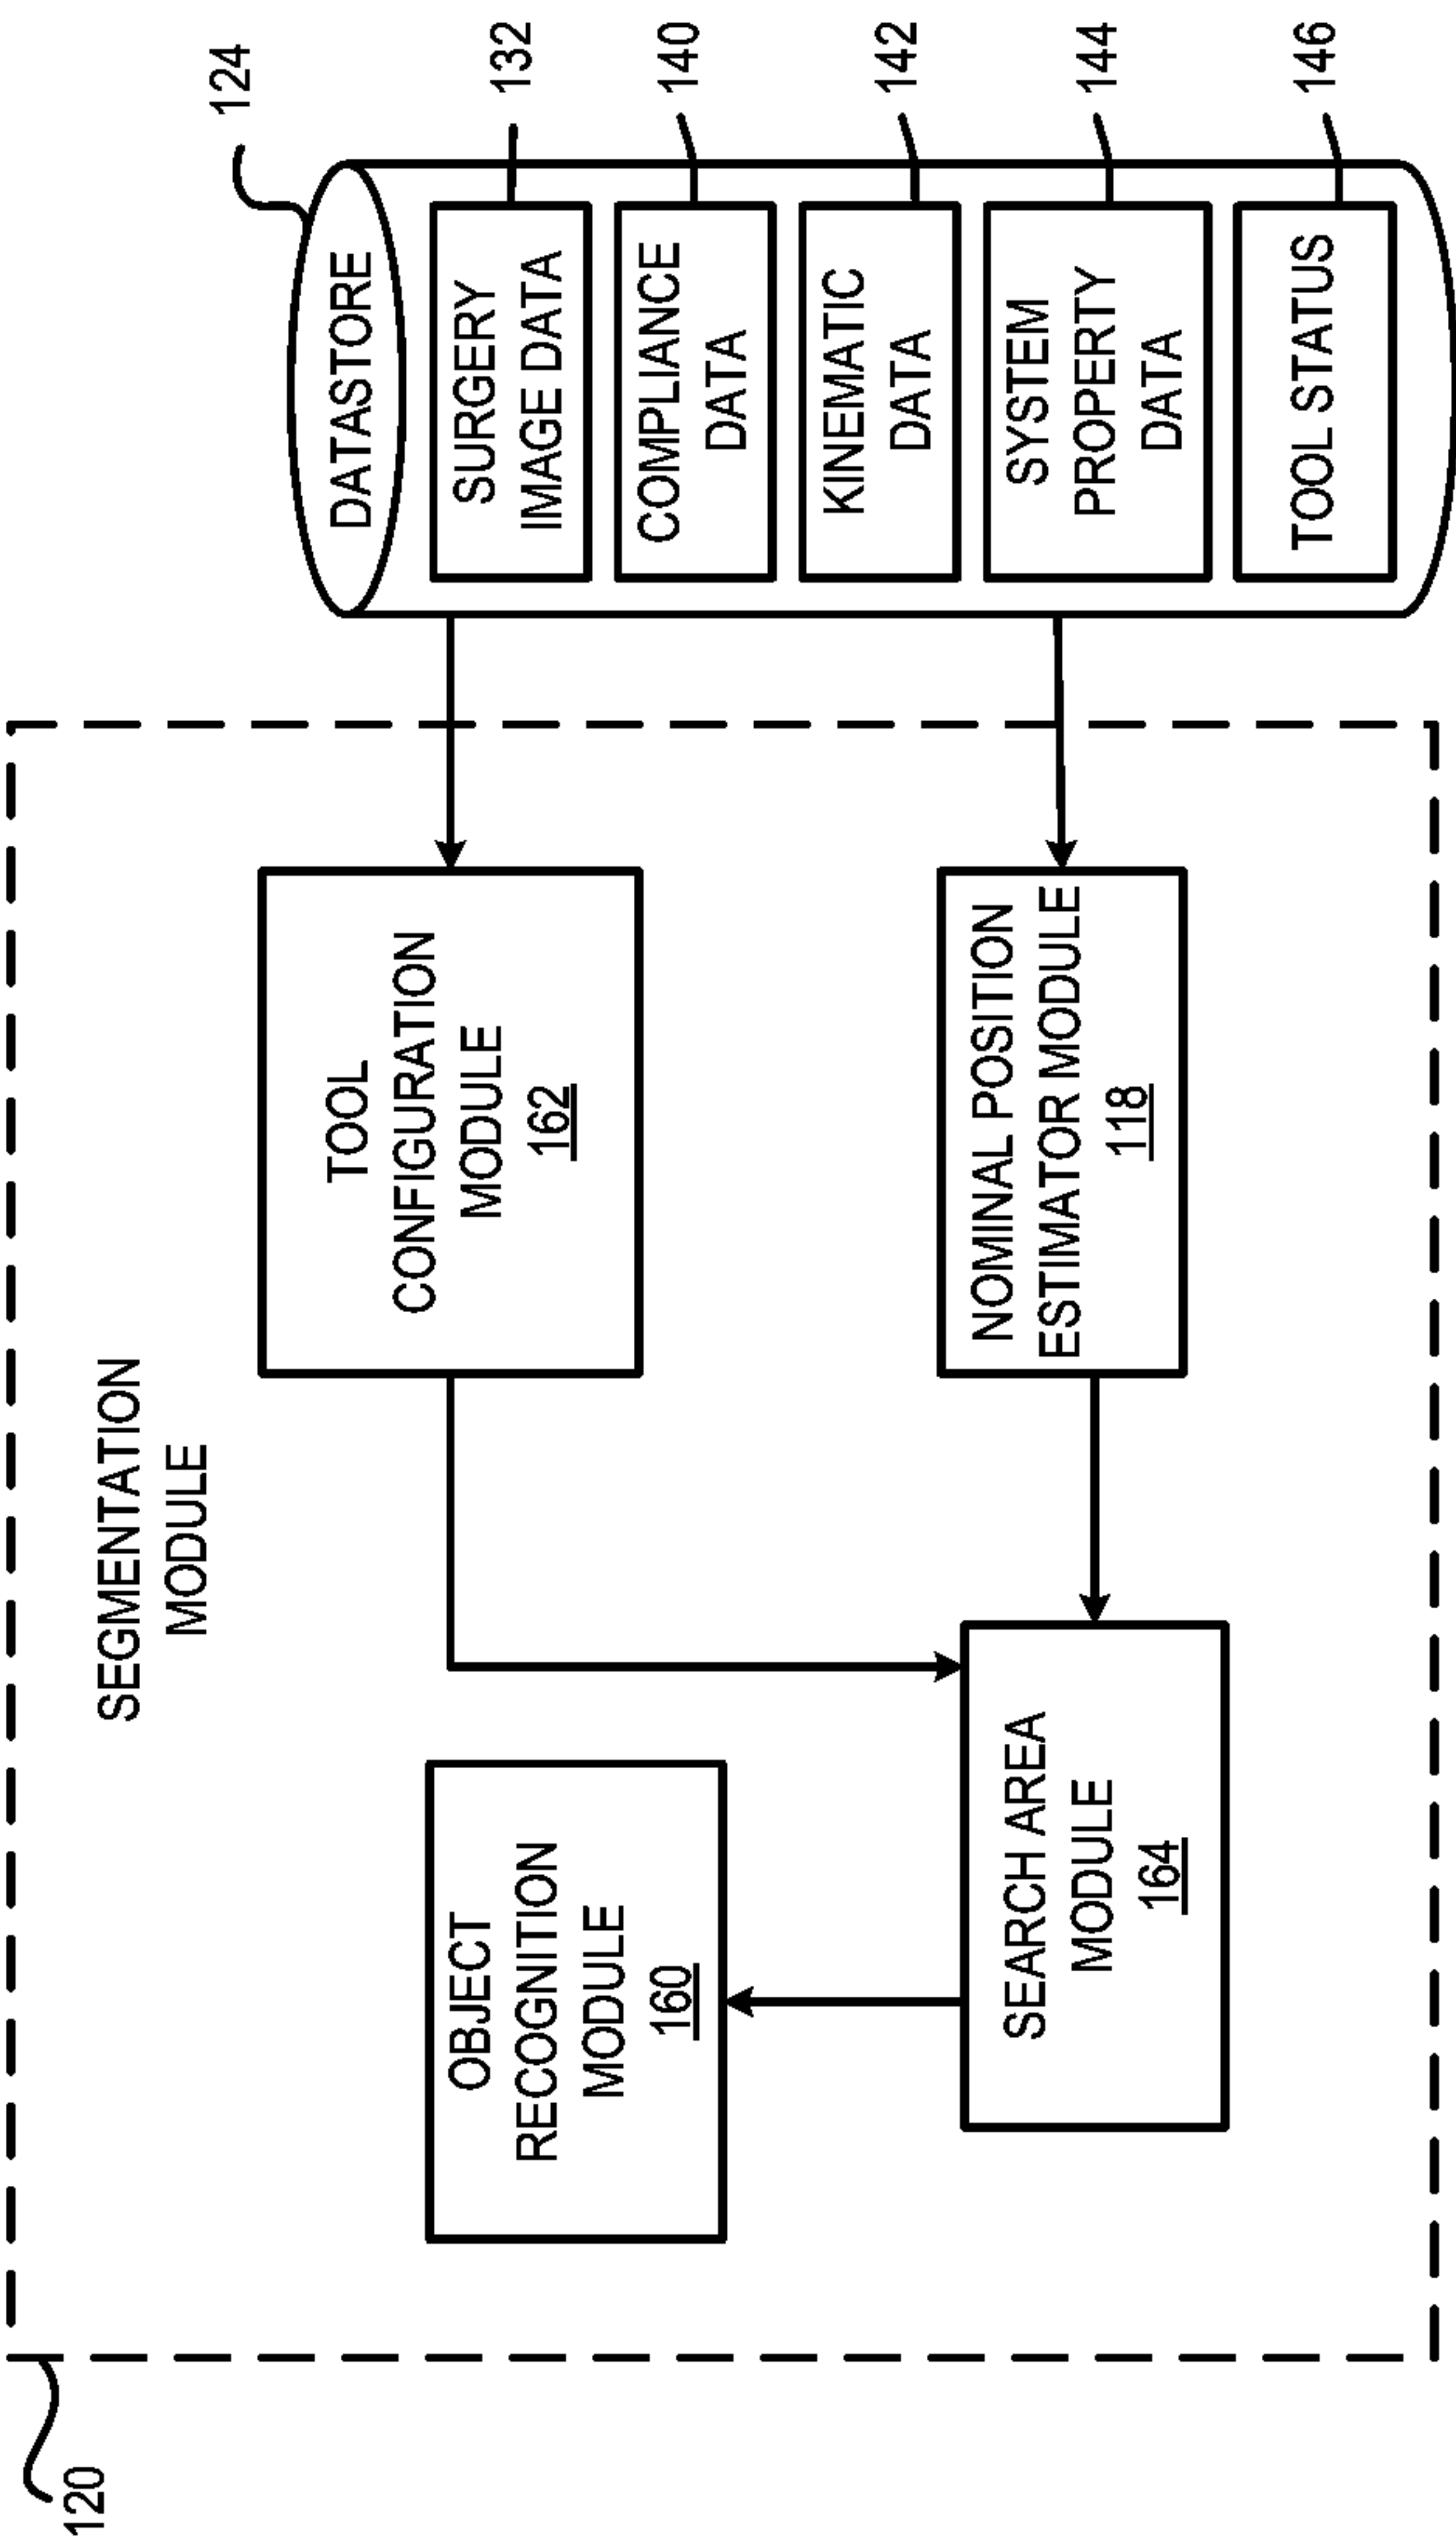 120
SEGMENTATION
MODULE
OBJECT
RECOGNITION
MODULE
160
SEARCH AREA
MODULE
164
TOOL
CONFIGURATION
MODULE
162
NOMINAL POSITION
ESTIMATOR MODULE
118
124
DATASTORE
SURGERY
IMAGE DATA
132
COMPLIANCE
DATA
140
KINEMATIC
DATA
142
SYSTEM
PROPERTY
DATA
144
TOOL STATUS
146